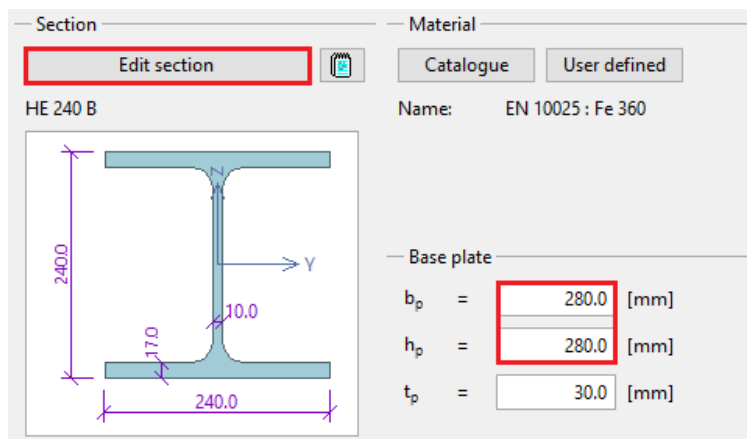 Section
Edit section
HE 240 B
240.0
Z
Y
10.0
17.0
240.0
Material
Catalogue
User defined
Name: EN 10025 : Fe 360
Base plate
bp = 280.0 [mm]
hp = 280.0 [mm]
tp = 30.0 [mm]